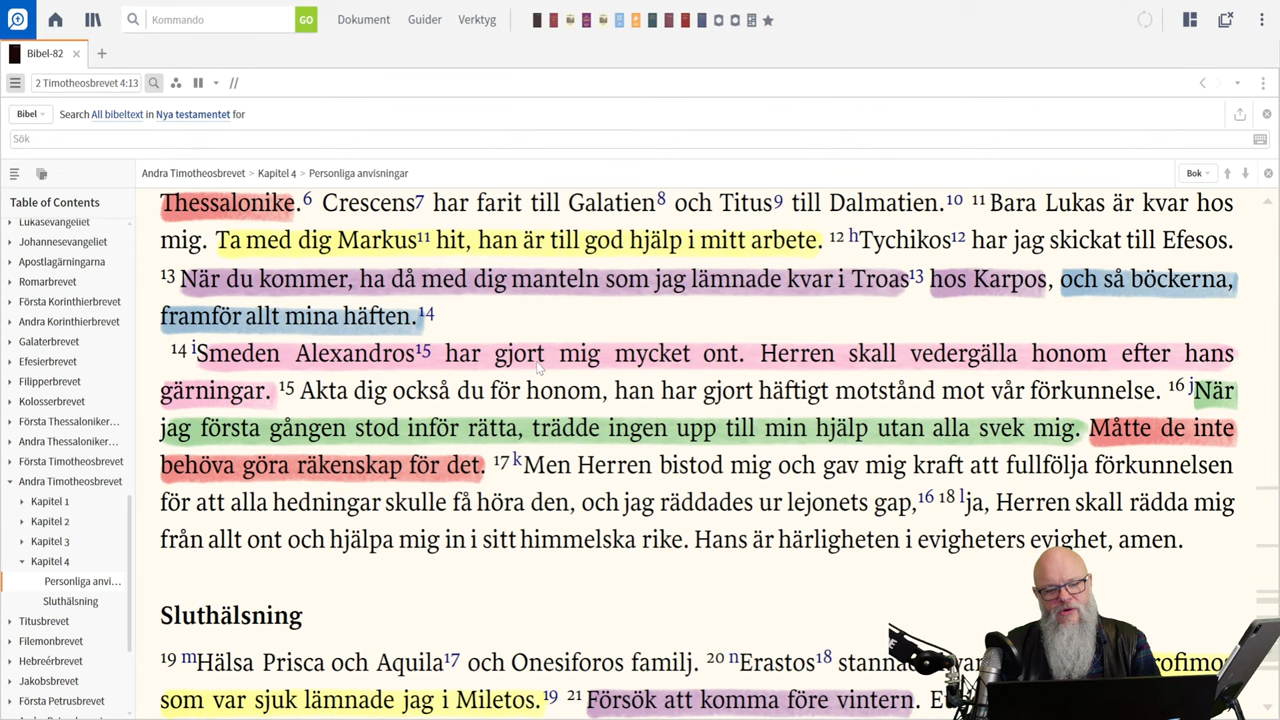 Kommando GO Dokument Guider Verktyg
Bibel-82
2 Timotheosbrevet 4:13
Bibel Search All bibeltext in Nya testamentet for
Sök
Andra Timotheosbrevet > Kapitel 4 > Personliga anvisningar Bok
Table of Contents
Lukasevangeliet
Johannesevangeliet
Apostlagärningarna
Romarbrevet
Första Korinthierbrevet
Andra Korinthierbrevet
Galaterbrevet
Efesierbrevet
Filipperbrevet
Kolosserbrevet
Första Thessalonikerb...
Andra Thessaloniker...
Första Timotheosbrevet
Andra Timotheosbrevet
Kapitel 1
Kapitel 2
Kapitel 3
Kapitel 4
Personliga anvi...
Sluthälsning
Titusbrevet
Filemonbrevet
Hebreérbrevet
Jakobsbrevet
Första Petrusbrevet
Thessalonike.6 Crescens7 har farit till Galatien8 och Titus9 till Dalmatien.10 11 Bara Lukas är kvar hos
mig. Ta med dig Markus11 hit, han är till god hjälp i mitt arbete. 12 hTychikos12 har jag skickat till Efesos.
13 När du kommer, ha då med dig manteln som jag lämnade kvar i Troas13 hos Karpos, och så böckerna,
framför allt mina häften.14
14 iSmeden Alexandros15 har gjort mig mycket ont. Herren skall vedergälla honom efter hans
gärningar. 15 Akta dig också du för honom, han har gjort häftigt motstånd mot vår förkunnelse. 16 jNär
jag första gången stod inför rätta, trädde ingen upp till min hjälp utan alla svek mig. Måtte de inte
behöva göra räkenskap för det. 17 kMen Herren bistod mig och gav mig kraft att fullfölja förkunnelsen
för att alla hedningar skulle få höra den, och jag räddades ur lejonets gap,16 18 lja, Herren skall rädda mig
från allt ont och hjälpa mig in i sitt himmelska rike. Hans är härligheten i evigheters evighet, amen.
Sluthälsning
19 mHälsa Prisca och Aquila17 och Onesiforos familj. 20 nErastos18
som var sjuk lämnade jag i Miletos.19 21 Försök att komma före vintern.